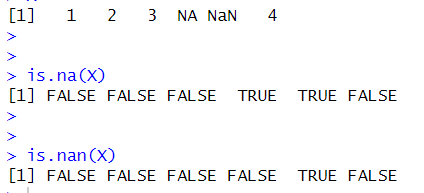 [1] 1 2 3 NA NaN 4
>
>
> is.na(X)
[1] FALSE FALSE FALSE TRUE TRUE FALSE
>
>
> is.nan(X)
[1] FALSE FALSE FALSE FALSE TRUE FALSE